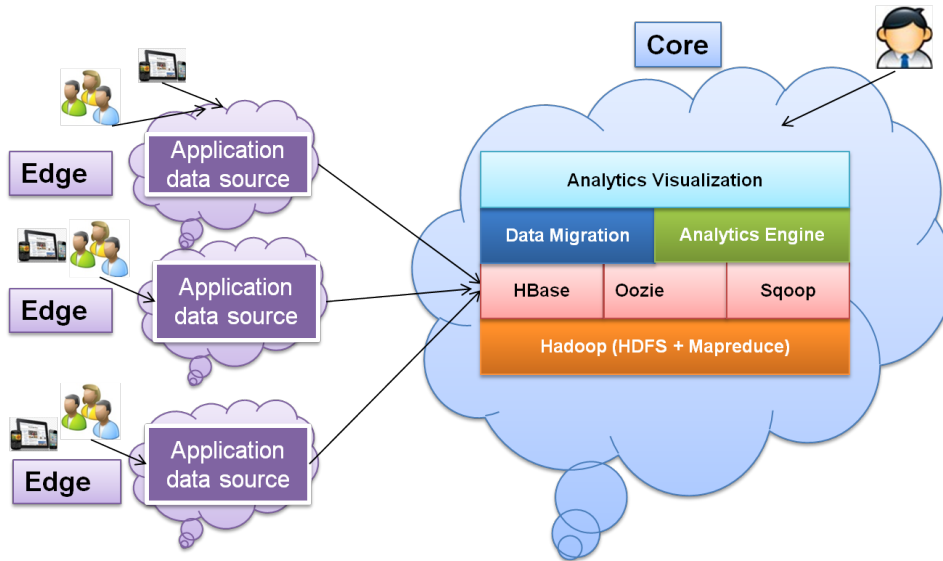 Core
Edge
Application
data source
Edge
Application
data source
Edge
Application
data source
Analytics Visualization
Data Migration
Analytics Engine
HBase
Oozie
Sqoop
Hadoop (HDFS + Mapreduce)